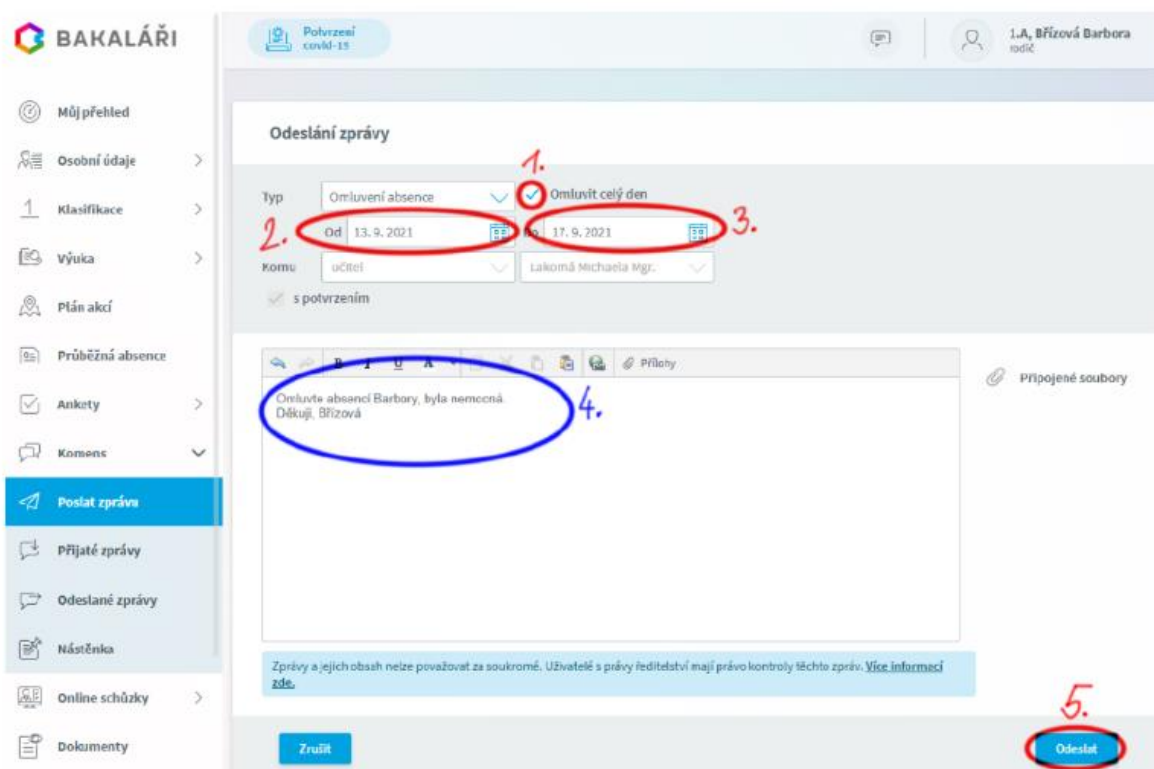 BAKALÁŘI
Potvrzení
covid-19
1.A, Břízová Barbora
rodič
Můj přehled
Osobní údaje
Klasifikace
Výuka
Plán akcí
Průběžná absence
Ankety
Komens
Poslat zprávu
Přijaté zprávy
Odeslané zprávy
Nástěnka
Online schůzky
Dokumenty
Odeslání zprávy
1.
Typ Omluvení absence Omluvit celý den
2. Od 13. 9. 2021 17. 9. 2021 3.
Komu učitel Lakomá Michaela Mgr.
s potvrzením
B I U A Přílohy
Připojené soubory
Omluvte absenci Barbory, byla nemocná.
Děkuji, Břízová
4.
Zprávy a jejich obsah nelze považovat za soukromé. Uživatelé s právy ředitelství mají právo kontroly těchto zpráv. Více informací
zde.
5.
Zrušit Odeslat